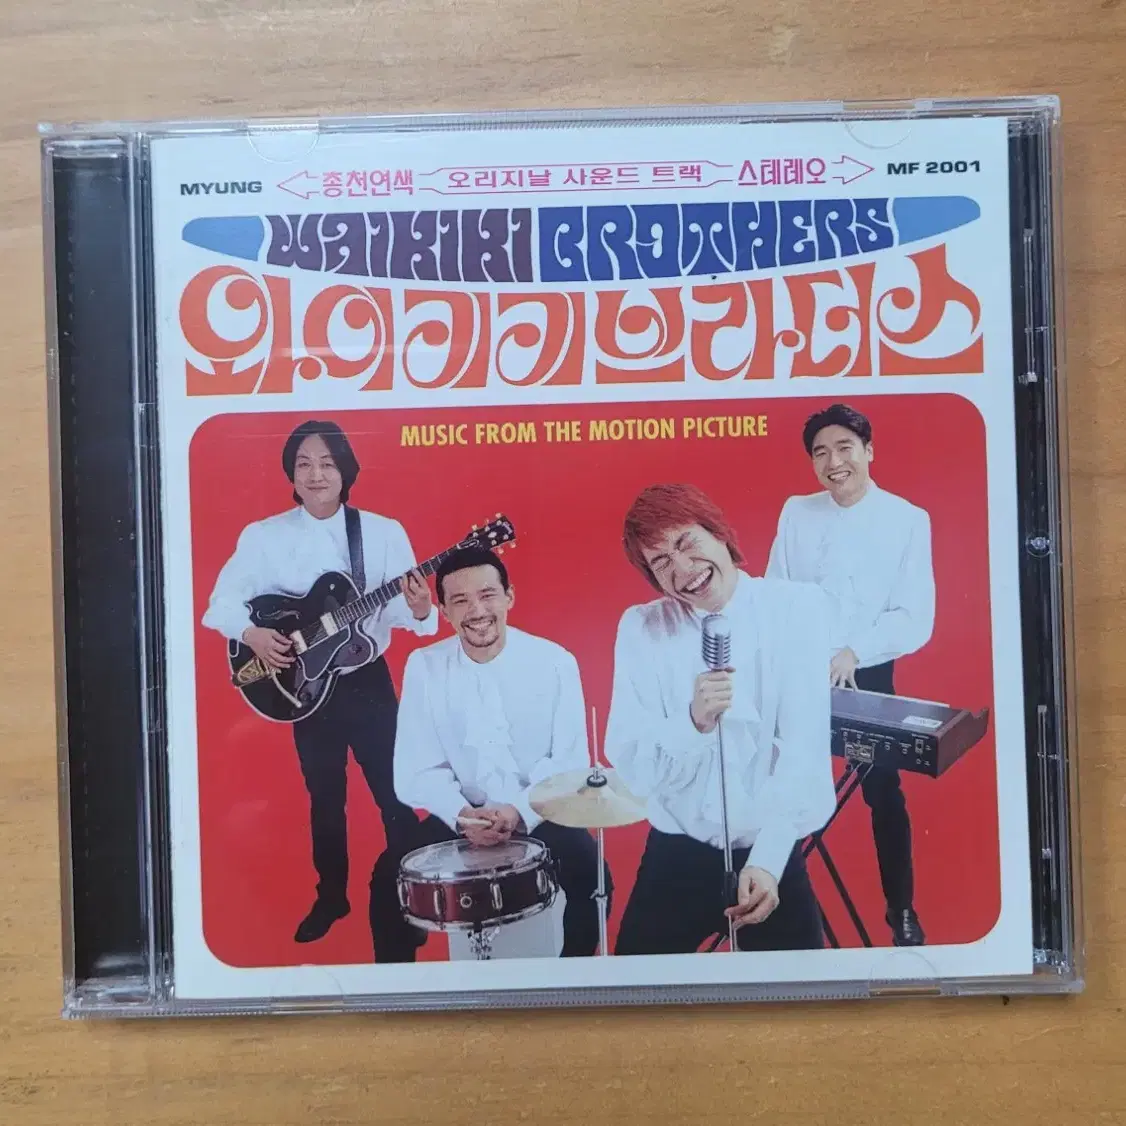 MYUNG 총천연색 오리지날 사운드 트랙 스테레오 MF 2001
WAIKIKI BROTHERS
와이키키 브라더스
MUSIC FROM THE MOTION PICTURE